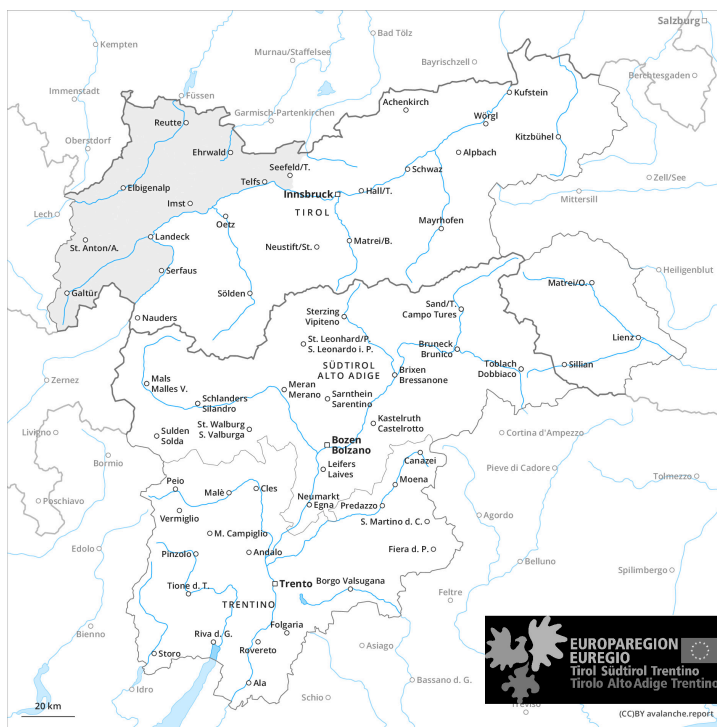 Salzburg
Kempten
Bad Tölz
Murnau/Staffelsee
Bayrischzell
Berchtesgaden
Immenstadt
Füssen
Kufstein
Garmisch-Partenkirchen
Achenkirch
Reutte
Wörgl
Oberstdorf
Kitzbühel
Ehrwald
Alpbach
Seefeld/T.
Schwaz
Zell/See
Telfs
Elbigenalp
Innsbruck
Hall/T.
Mittersill
Imst
TIROL
Lech
Oetz
Mayrhofen
Landeck
St. Anton/A.
Neustift/St.
Matrei/B.
Serfaus
Heiligenblut
Matrei/O.
Galtür
Sölden
Sand/T.
Campo Tures
Nauders
Sterzing
Vipiteno
Lienz
St. Leonhard/P.
S. Leonardo i. P.
Bruneck
Brunico
SÜDTIROL
ALTO ADIGE
Toblach
Dobbiaco
Sillian
Brixen
Bressanone
Zernez
Mals
Malles V.
Meran
Merano
Sarnthein
Sarentino
Schlanders
Silandro
St. Walburg
S. Valburga
Kastelruth
Castelrotto
Livigno
Sulden
Solda
Bozen
Bolzano
Cortina d'Ampezzo
Bormio
Canazei
Leifers
Laives
Pieve di Cadore
Tolmezzo
Peio
Malè
Cles
Moena
Poschiavo
Neumarkt
Egna
Predazzo
Vermiglio
S. Martino d. C.
Agordo
M. Campiglio
Edolo
Pinzolo
Andalo
Fiera d. P.
Belluno
Spilimbergo
Tione d. T.
Trento
Borgo Valsugana
Feltre
TRENTINO
Bienno
Riva d. G.
Folgaria
Rovereto
Asiago
Storo
Idro
Ala
Schio
Bassano d. G.
Treviso
EUROPAREGION
EUREGIO
Tirol Südtirol Trentino
Tirolo Alto Adige Trentino
20 km
(CC)BY avalanche.report